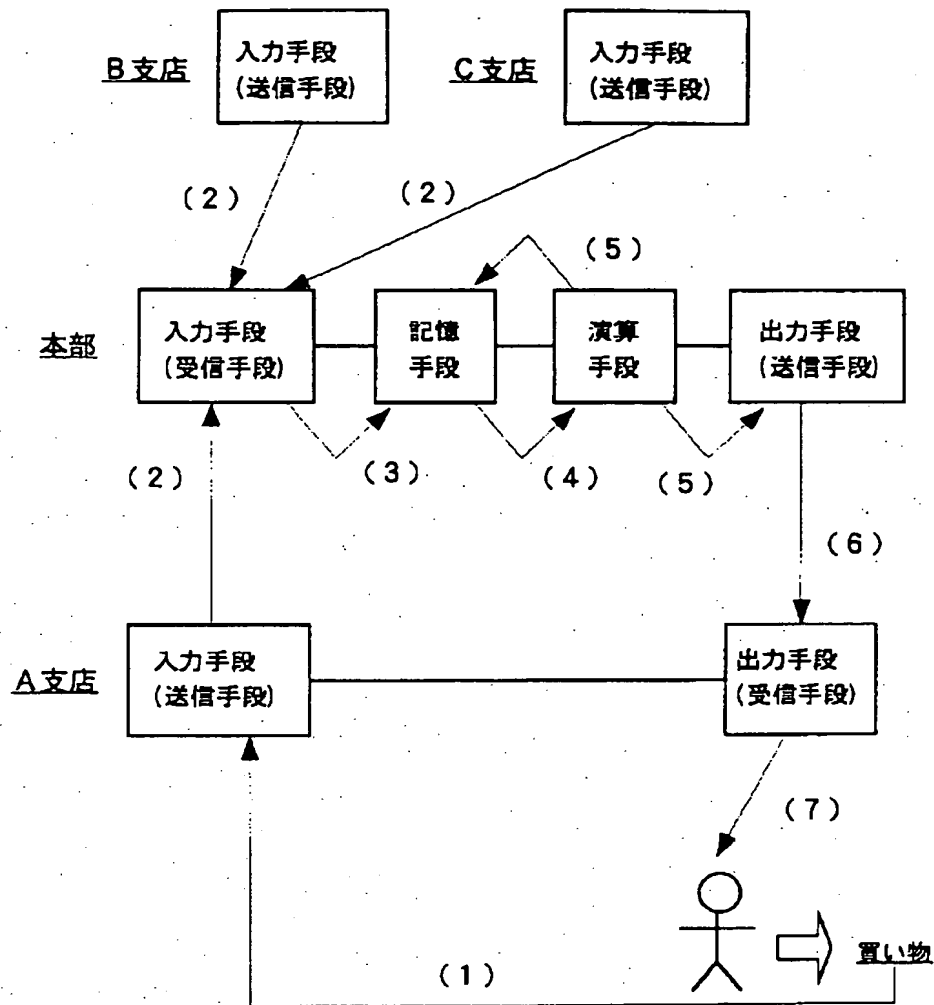 B支店
入力手段
(送信手段)
C支店
入力手段
(送信手段)
(2)
(2)
(5)
本部
入力手段
(受信手段)
記憶
手段
演算
手段
出力手段
(送信手段)
(2)
(3)
(4)
(5)
(6)
A支店
入力手段
(送信手段)
出力手段
(受信手段)
(7)
買い物
(1)